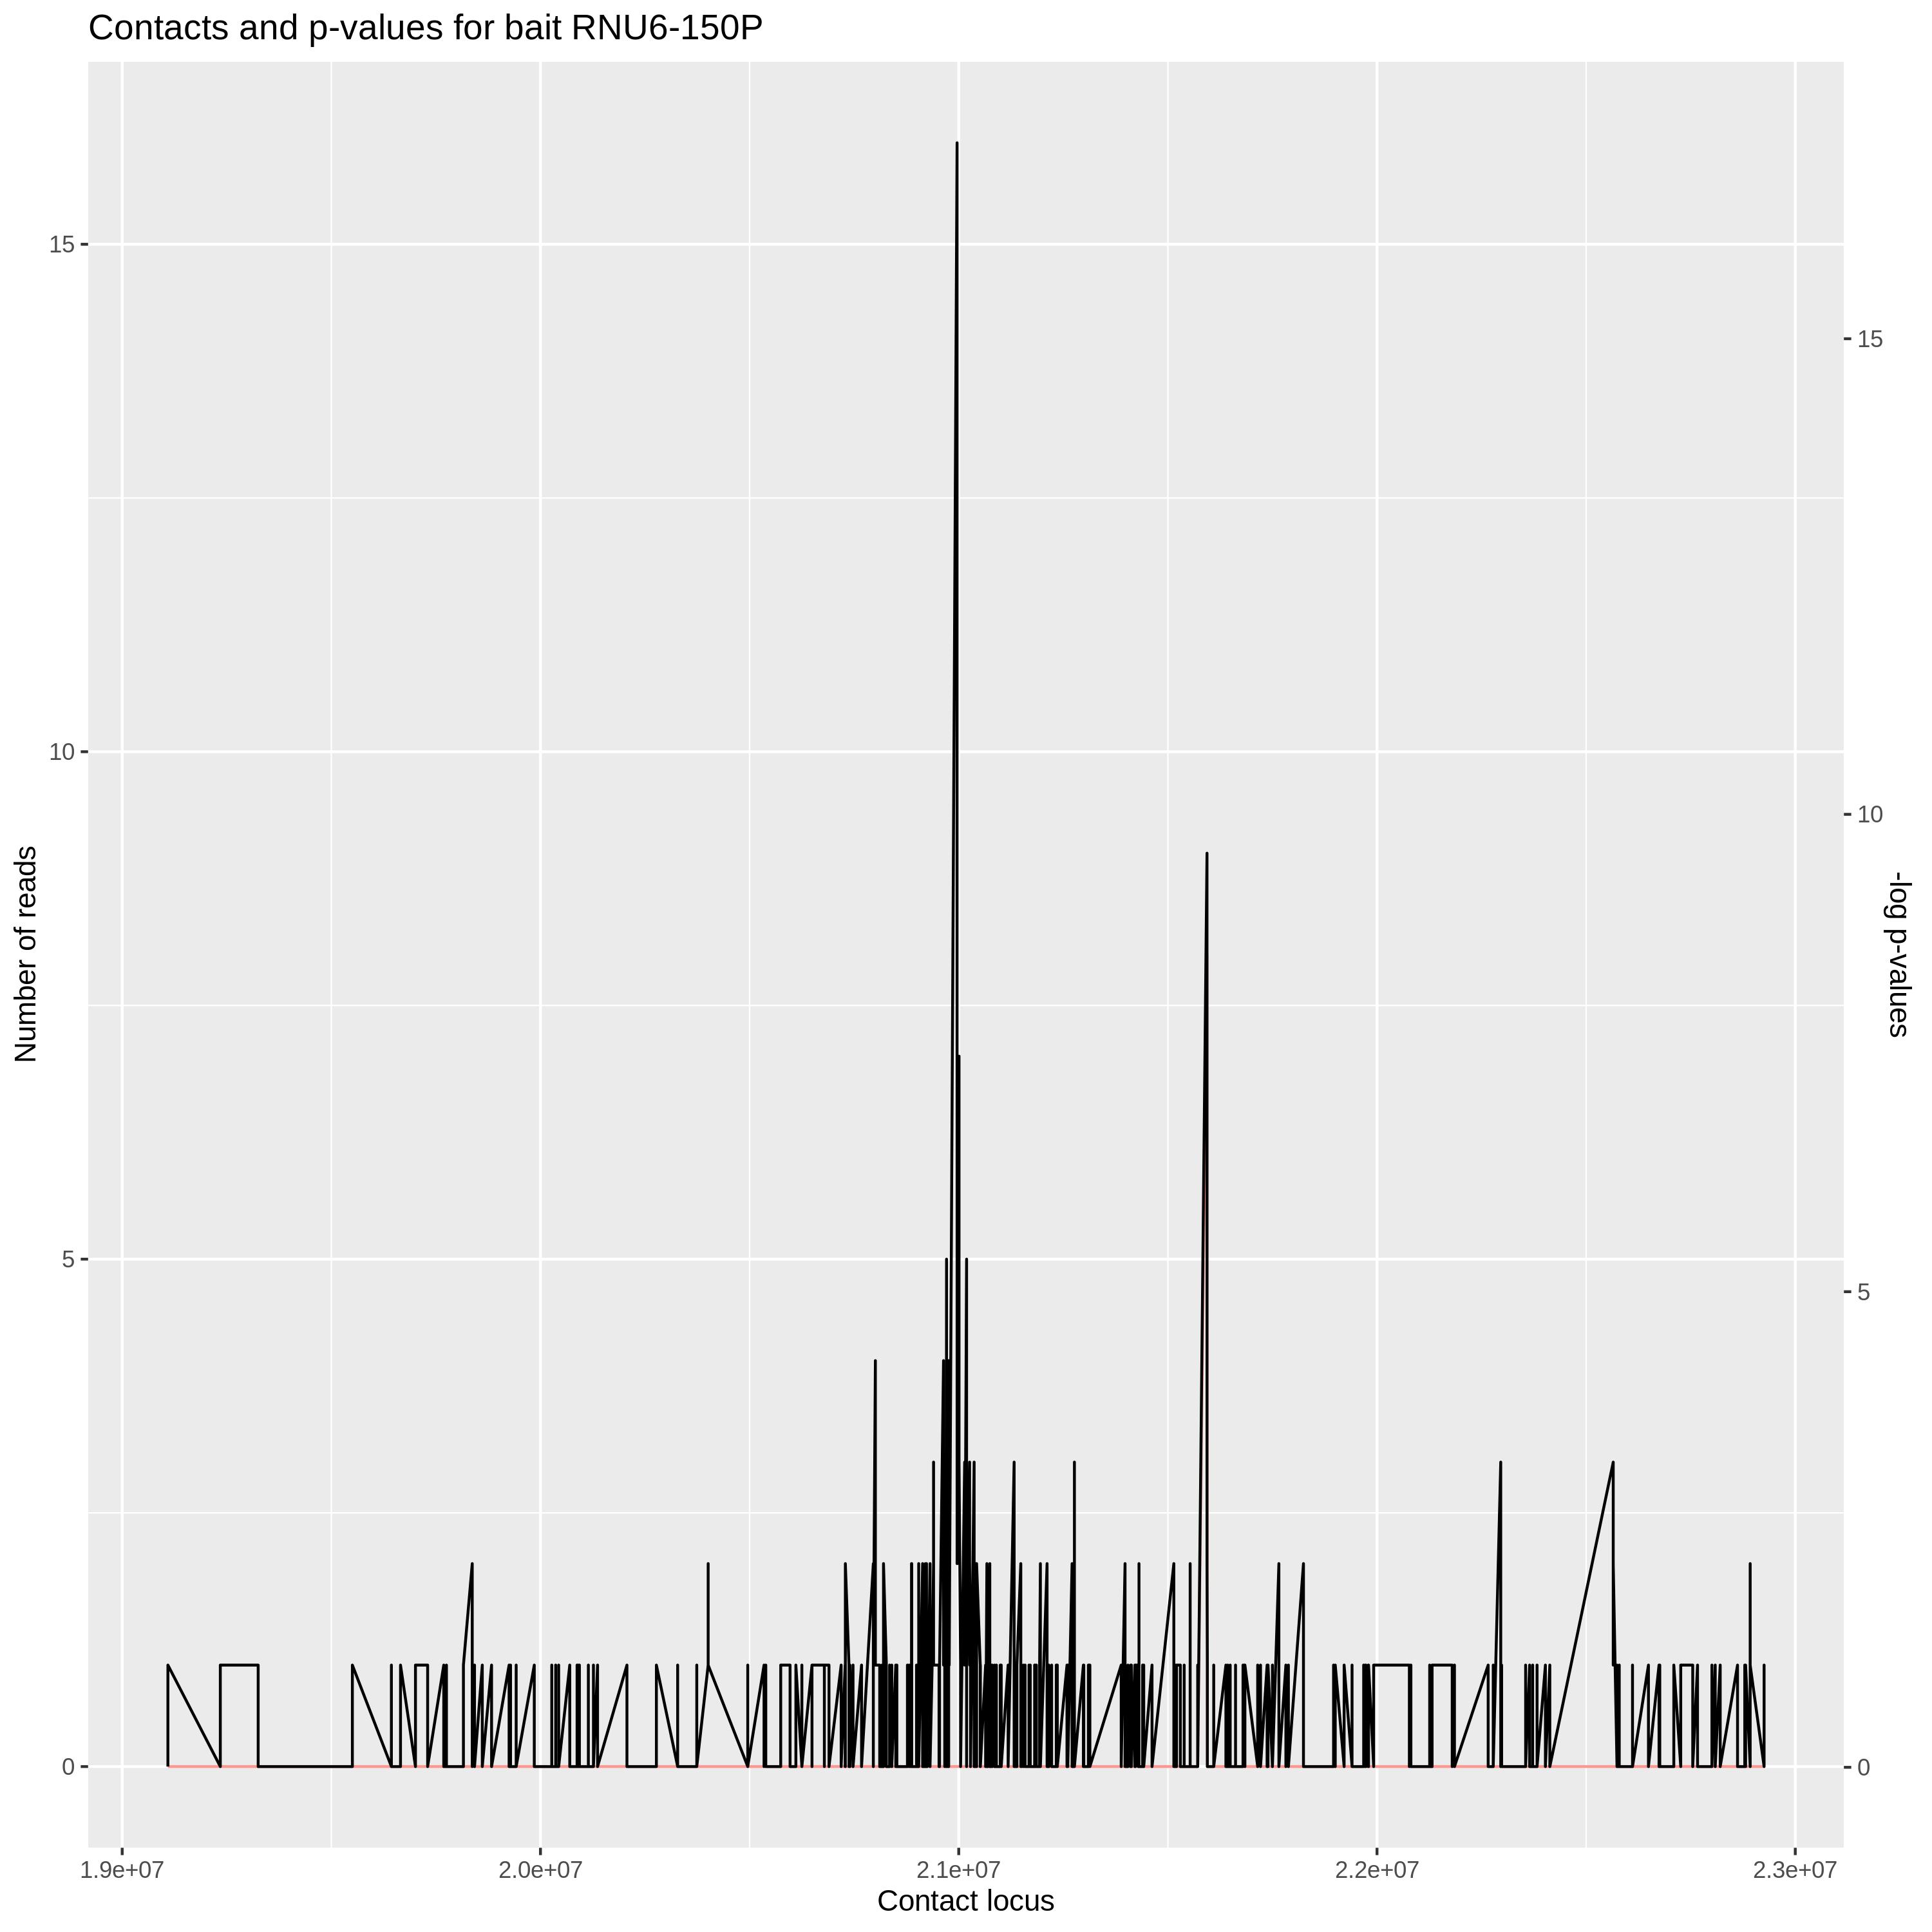 Contacts and p-values for bait RNU6-150P
15
10
5
0
Number of reads
15
10
5
0
-log p-values
1.9e+07 2.0e+07 2.1e+07 2.2e+07 2.3e+07
Contact locus